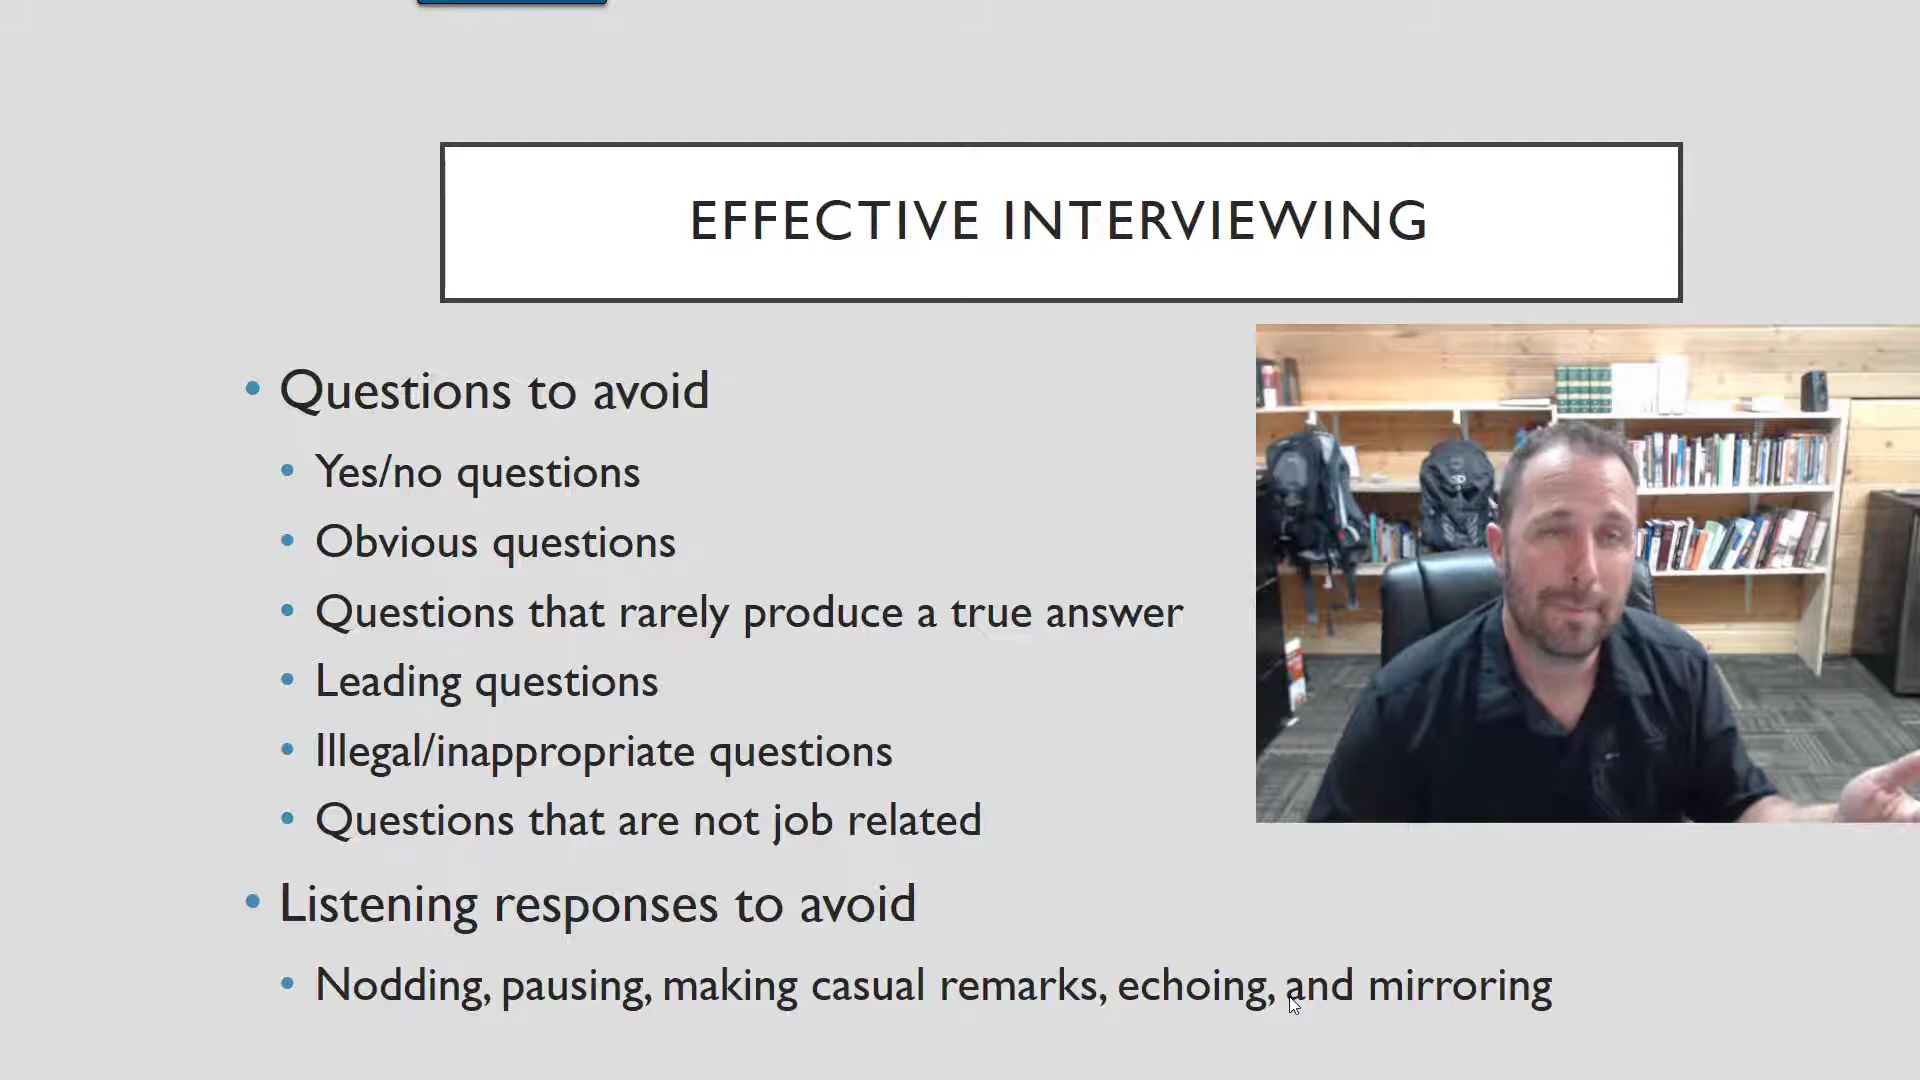 EFFECTIVE INTERVIEWING
• Questions to avoid
• Yes/no questions
• Obvious questions
• Questions that rarely produce a true answer
• Leading questions
• Illegal/inappropriate questions
• Questions that are not job related
• Listening responses to avoid
• Nodding, pausing, making casual remarks, echoing, and mirroring